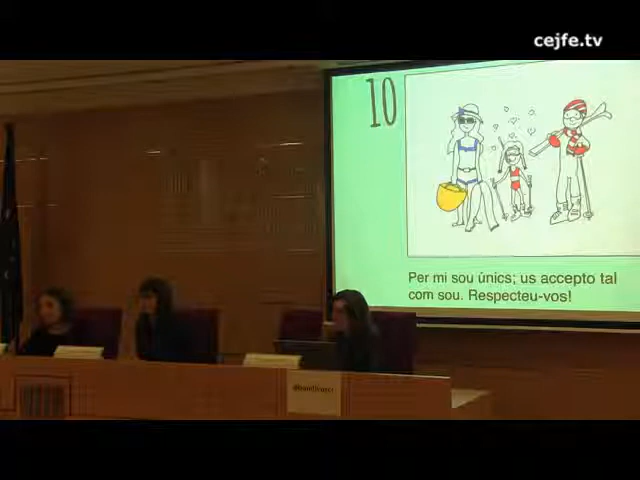 cejfe.tv
10
Per mi sou únics; us accepto tal
com sou. Respecteu-vos!